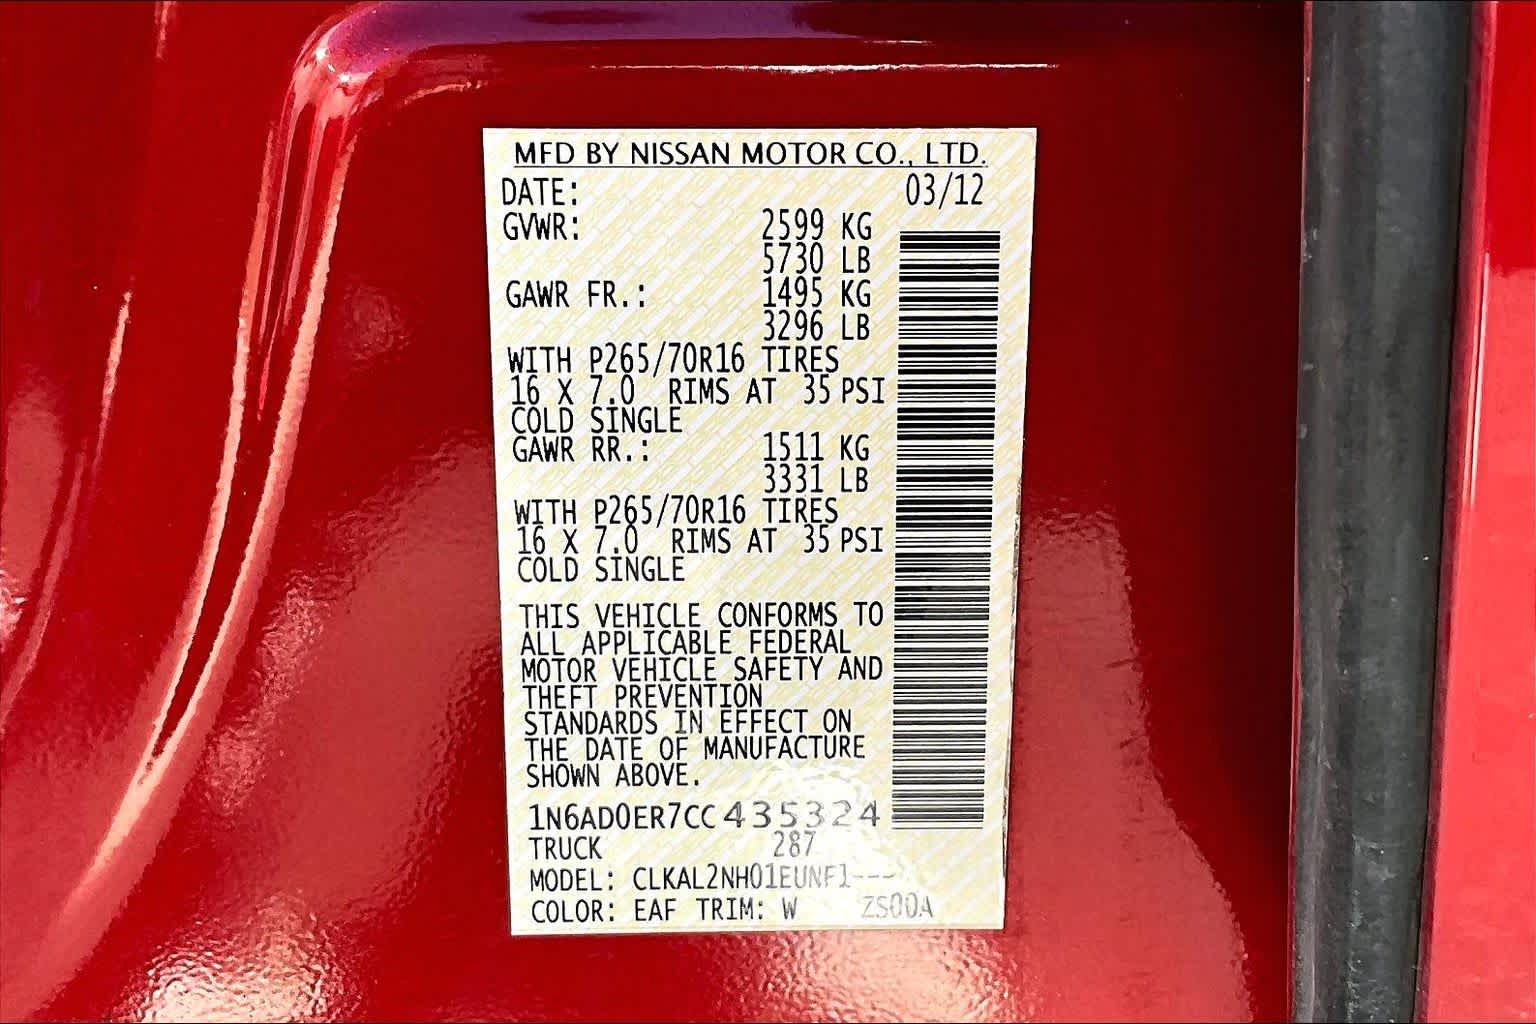 MFD BY NISSAN MOTOR CO., LTD.
DATE: 03/12
GVWR: 2599 KG
5730 LB
GAWR FR.: 1495 KG
3296 LB
WITH P265/70R16 TIRES
16 X 7.0 RIMS AT 35 PSI
COLD SINGLE
GAWR RR.: 1511 KG
3331 LB
WITH P265/70R16 TIRES
16 X 7.0 RIMS AT 35 PSI
COLD SINGLE
THIS VEHICLE CONFORMS TO
ALL APPLICABLE FEDERAL
MOTOR VEHICLE SAFETY AND
THEFT PREVENTION
STANDARDS IN EFFECT ON
THE DATE OF MANUFACTURE
SHOWN ABOVE.
1N6AD0ER7CC435324
TRUCK 287
MODEL: CLKAL2NH01EUNF1---
COLOR: EAF TRIM: W ZS00A